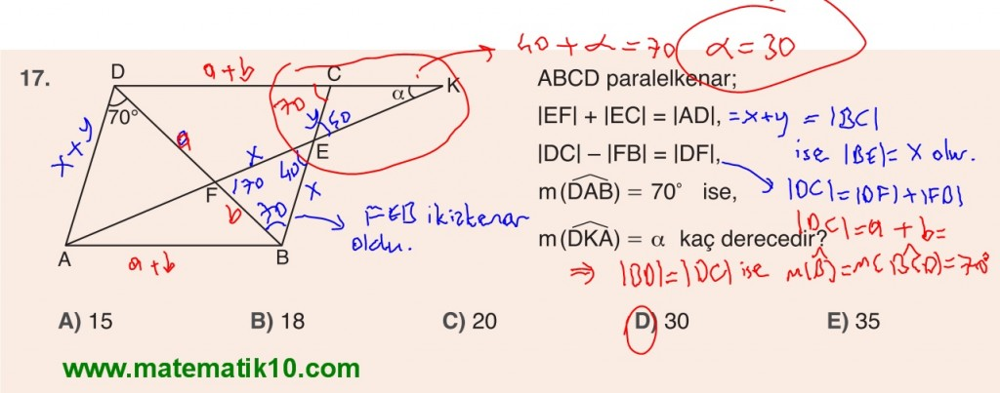 40 + α = 70 α = 30
17.
D a+b C K
ABCD paralelkenar;
70° 70 α
y 40
x+y a
|EF| + |EC| = |AD|, = x+y = |BC|
E
x 40 x
ise |BE| = x olur.
|DC| – |FB| = |DF|,
F 70 b 70
m(DAB) = 70° ise, |DC| = |DF| + |FB|
FEB ikizkenar
oldu.
|DC| = a + b =
A a+b B
m(DKA) = α kaç derecedir?
⇒ |BD| = |DC| ise m(B) = m(BCD) = 70°
A) 15 B) 18 C) 20 D) 30 E) 35
www.matematik10.com